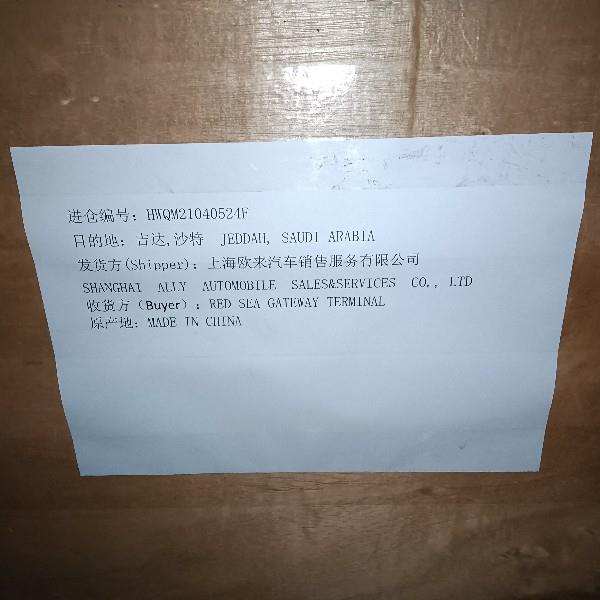 进仓编号: HWQM21040524F
目的地: 吉达,沙特 JEDDAH, SAUDI ARABIA
发货方(Shipper): 上海欧来汽车销售服务有限公司
SHANGHAI ALLY AUTOMOBILE SALES&SERVICES CO., LTD
收货方（Buyer）: RED SEA GATEWAY TERMINAL
原产地: MADE IN CHINA